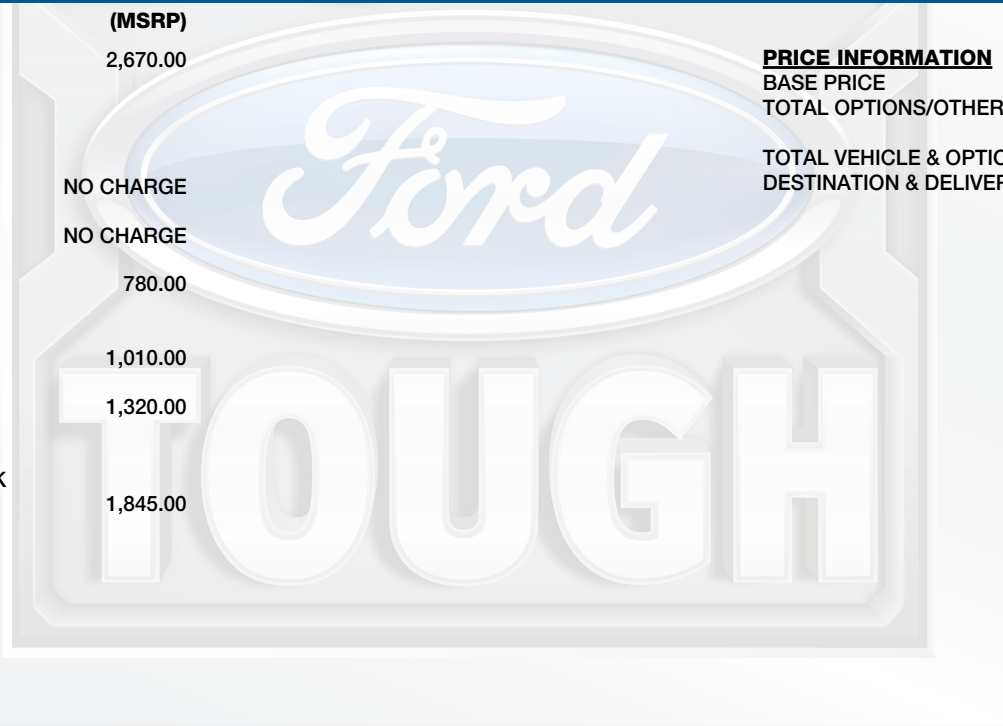 (MSRP)
2,670.00
NO CHARGE
NO CHARGE
780.00
1,010.00
1,320.00
1,845.00
PRICE INFORMATION
BASE PRICE
TOTAL OPTIONS/OTHER
TOTAL VEHICLE & OPTIO
DESTINATION & DELIVER
K
Ford
TOUGH